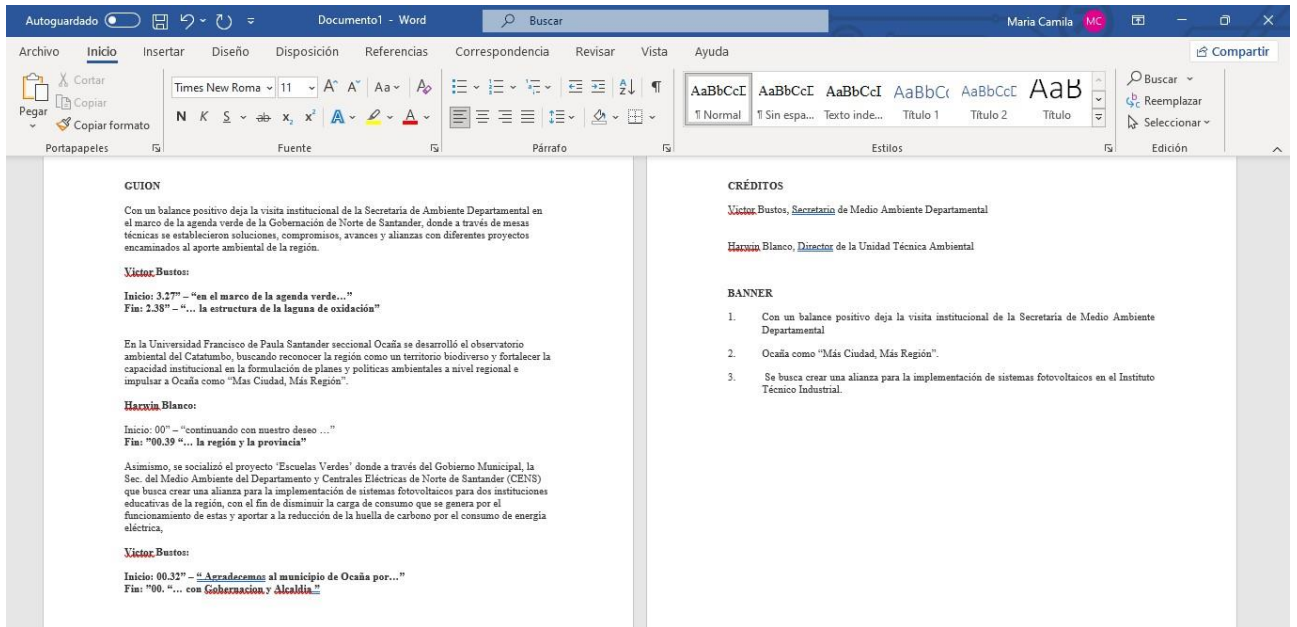 Autoguardado
Documento1 - Word
Buscar
Maria Camila
MC
Archivo Inicio Insertar Diseño Disposición Referencias Correspondencia Revisar Vista Ayuda
Compartir
Pegar
Cortar
Copiar
Copiar formato
Portapapeles
Times New Roma 11 A^ A˅ Aa A
N K S ab x₂ x² A A
Fuente
Párrafo
AaBbCcI AaBbCcI AaBbCcI AaBbC( AaBbCcC AaB
¶ Normal ¶ Sin espa... Texto inde... Título 1 Título 2 Título
Estilos
Buscar
Reemplazar
Seleccionar
Edición
GUION
Con un balance positivo deja la visita institucional de la Secretaria de Ambiente Departamental en
el marco de la agenda verde de la Gobernación de Norte de Santander, donde a través de mesas
técnicas se establecieron soluciones, compromisos, avances y alianzas con diferentes proyectos
encaminados al aporte ambiental de la región.
Victor Bustos:
Inicio: 3.27” – “en el marco de la agenda verde…”
Fin: 2.38” – “… la estructura de la laguna de oxidación”
En la Universidad Francisco de Paula Santander seccional Ocaña se desarrolló el observatorio
ambiental del Catatumbo, buscando reconocer la región como un territorio biodiverso y fortalecer la
capacidad institucional en la formulación de planes y políticas ambientales a nivel regional e
impulsar a Ocaña como “Mas Ciudad, Más Región”.
Harwin Blanco:
Inicio: 00” – “continuando con nuestro deseo …”
Fin: ”00.39 “… la región y la provincia”
Asimismo, se socializó el proyecto ‘Escuelas Verdes’ donde a través del Gobierno Municipal, la
Sec. del Medio Ambiente del Departamento y Centrales Eléctricas de Norte de Santander (CENS)
que busca crear una alianza para la implementación de sistemas fotovoltaicos para dos instituciones
educativas de la región, con el fin de disminuir la carga de consumo que se genera por el
funcionamiento de estas y aportar a la reducción de la huella de carbono por el consumo de energía
eléctrica,
Victor Bustos:
Inicio: 00.32” – “ Agradecemos al municipio de Ocaña por…”
Fin: ”00. “… con Gobernacion y Alcaldia ”
CRÉDITOS
Victor Bustos, Secretario de Medio Ambiente Departamental
Harwin Blanco, Director de la Unidad Técnica Ambiental
BANNER
1. Con un balance positivo deja la visita institucional de la Secretaria de Medio Ambiente
Departamental
2. Ocaña como “Más Ciudad, Más Región”.
3. Se busca crear una alianza para la implementación de sistemas fotovoltaicos en el Instituto
Técnico Industrial.